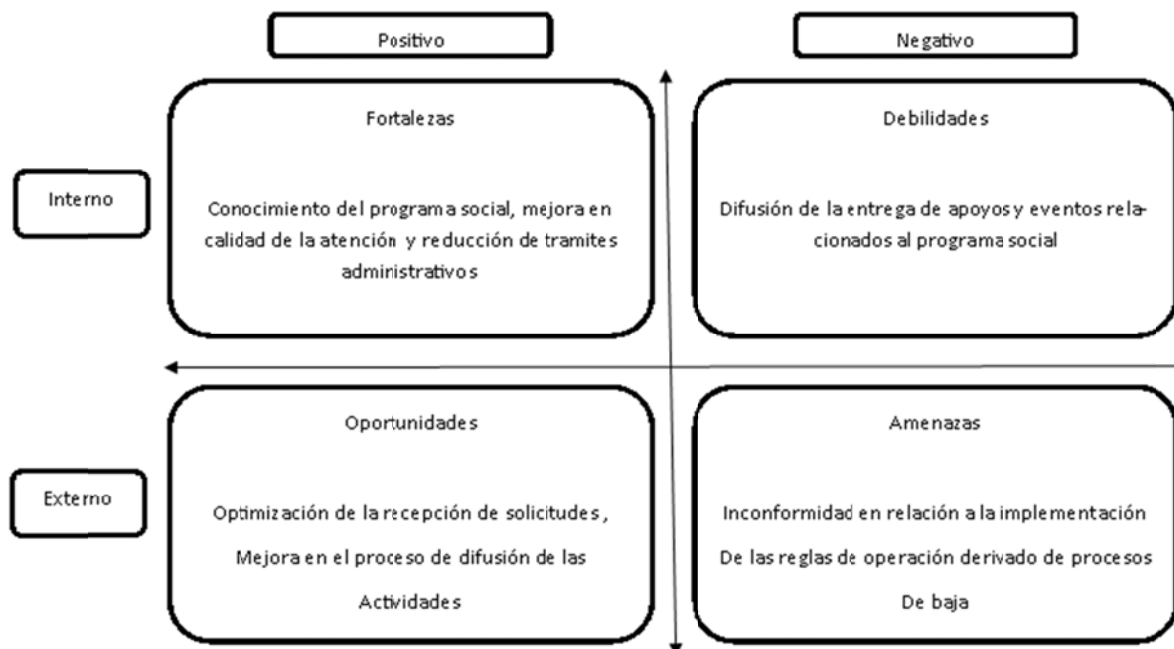 Positivo
Negativo
Interno
Fortalezas
Conocimiento del programa social, mejora en
calidad de la atención y reducción de tramites
administrativos
Debilidades
Difusión de la entrega de apoyos y eventos rela-
cionados al programa social
Externo
Oportunidades
Optimización de la recepción de solicitudes,
Mejora en el proceso de difusión de las
Actividades
Amenazas
Inconformidad en relación a la implementación
De las reglas de operación derivado de procesos
De baja